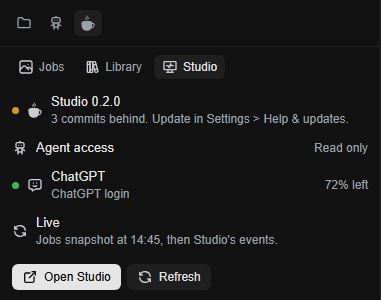 Jobs
Library
Studio
Studio 0.2.0
3 commits behind. Update in Settings > Help & updates.
Agent access
Read only
ChatGPT
ChatGPT login
72% left
Live
Jobs snapshot at 14:45, then Studio's events.
Open Studio
Refresh